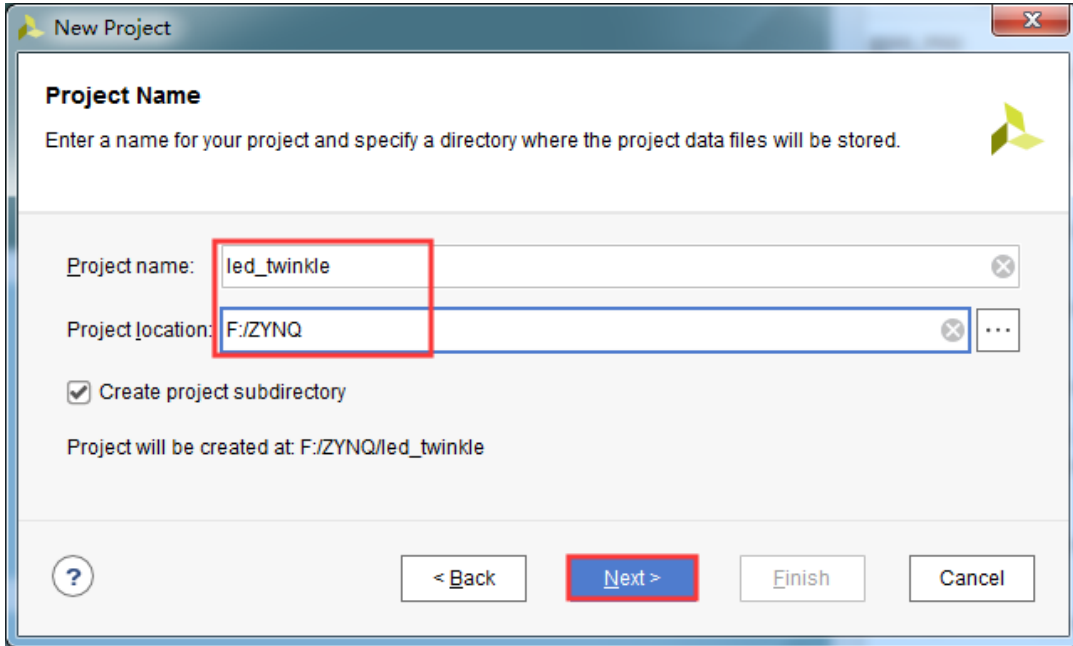 New Project
Project Name
Enter a name for your project and specify a directory where the project data files will be stored.
Project name: led_twinkle
Project location: F:/ZYNQ ...
Create project subdirectory
Project will be created at: F:/ZYNQ/led_twinkle
? < Back Next > Finish Cancel